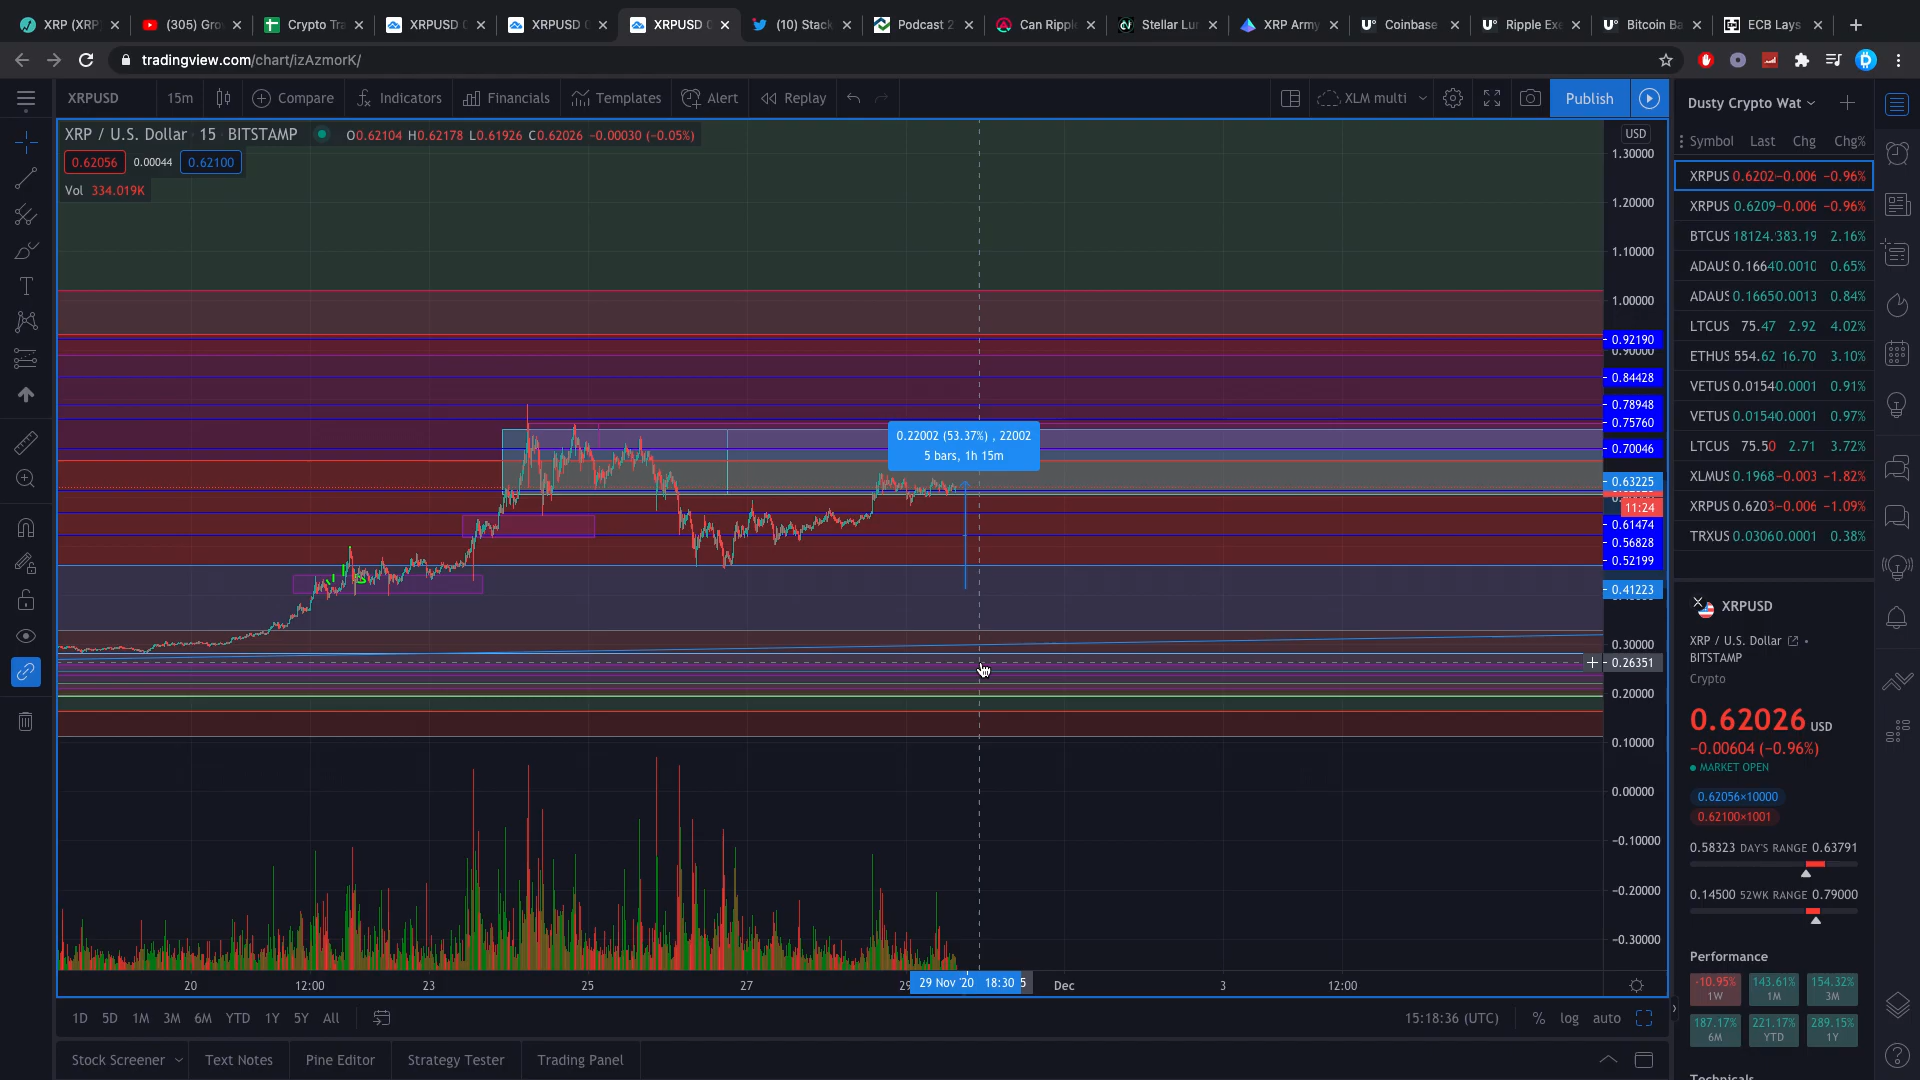 XRP (XRP)
(305) Gro
Crypto Tra
XRPUSD
XRPUSD
XRPUSD
(10) Stack
Podcast 2
Can Ripple
Stellar Lu
XRP Army
Coinbase
Ripple Exe
Bitcoin Ba
ECB Lays
tradingview.com/chart/izAzmorK/
XRPUSD
15m
Compare
Indicators
Financials
Templates
Alert
Replay
XLM multi
Publish
XRP / U.S. Dollar · 15 · BITSTAMP
O0.62104 H0.62178 L0.61926 C0.62026 −0.00030 (−0.05%)
0.62056
0.00044
0.62100
Vol 334.019K
0.22002 (53.37%) , 22002
5 bars, 1h 15m
USD
1.30000
1.20000
1.10000
1.00000
0.92190
0.90000
0.84428
0.78948
0.75760
0.70046
0.63225
11:24
0.61474
0.56828
0.52199
0.41223
0.30000
0.26351
0.20000
0.10000
0.00000
−0.10000
−0.20000
−0.30000
20
12:00
23
25
27
29
29 Nov '20 18:30
5
Dec
3
12:00
1D 5D 1M 3M 6M YTD 1Y 5Y All
15:18:36 (UTC)
%
log
auto
Stock Screener
Text Notes
Pine Editor
Strategy Tester
Trading Panel
Dusty Crypto Wat
Symbol Last Chg Chg%
XRPUS 0.6202 −0.006 −0.96%
XRPUS 0.6209 −0.006 −0.96%
BTCUS 18124. 383.19 2.16%
ADAUS 0.1664 0.0010 0.65%
ADAUS 0.1665 0.0013 0.84%
LTCUS 75.47 2.92 4.02%
ETHUS 554.62 16.70 3.10%
VETUS 0.0154 0.0001 0.91%
VETUS 0.0154 0.0001 0.97%
LTCUS 75.50 2.71 3.72%
XLMUS 0.1968 −0.003 −1.82%
XRPUS 0.6203 −0.006 −1.09%
TRXUS 0.0306 0.0001 0.38%
XRPUSD
XRP / U.S. Dollar
BITSTAMP
Crypto
0.62026 USD
−0.00604 (−0.96%)
MARKET OPEN
0.62056×10000
0.62100×1001
0.58323 DAY'S RANGE 0.63791
0.14500 52WK RANGE 0.79000
Performance
-10.95% 143.61% 154.32%
1W 1M 3M
187.17% 221.17% 289.15%
6M YTD 1Y